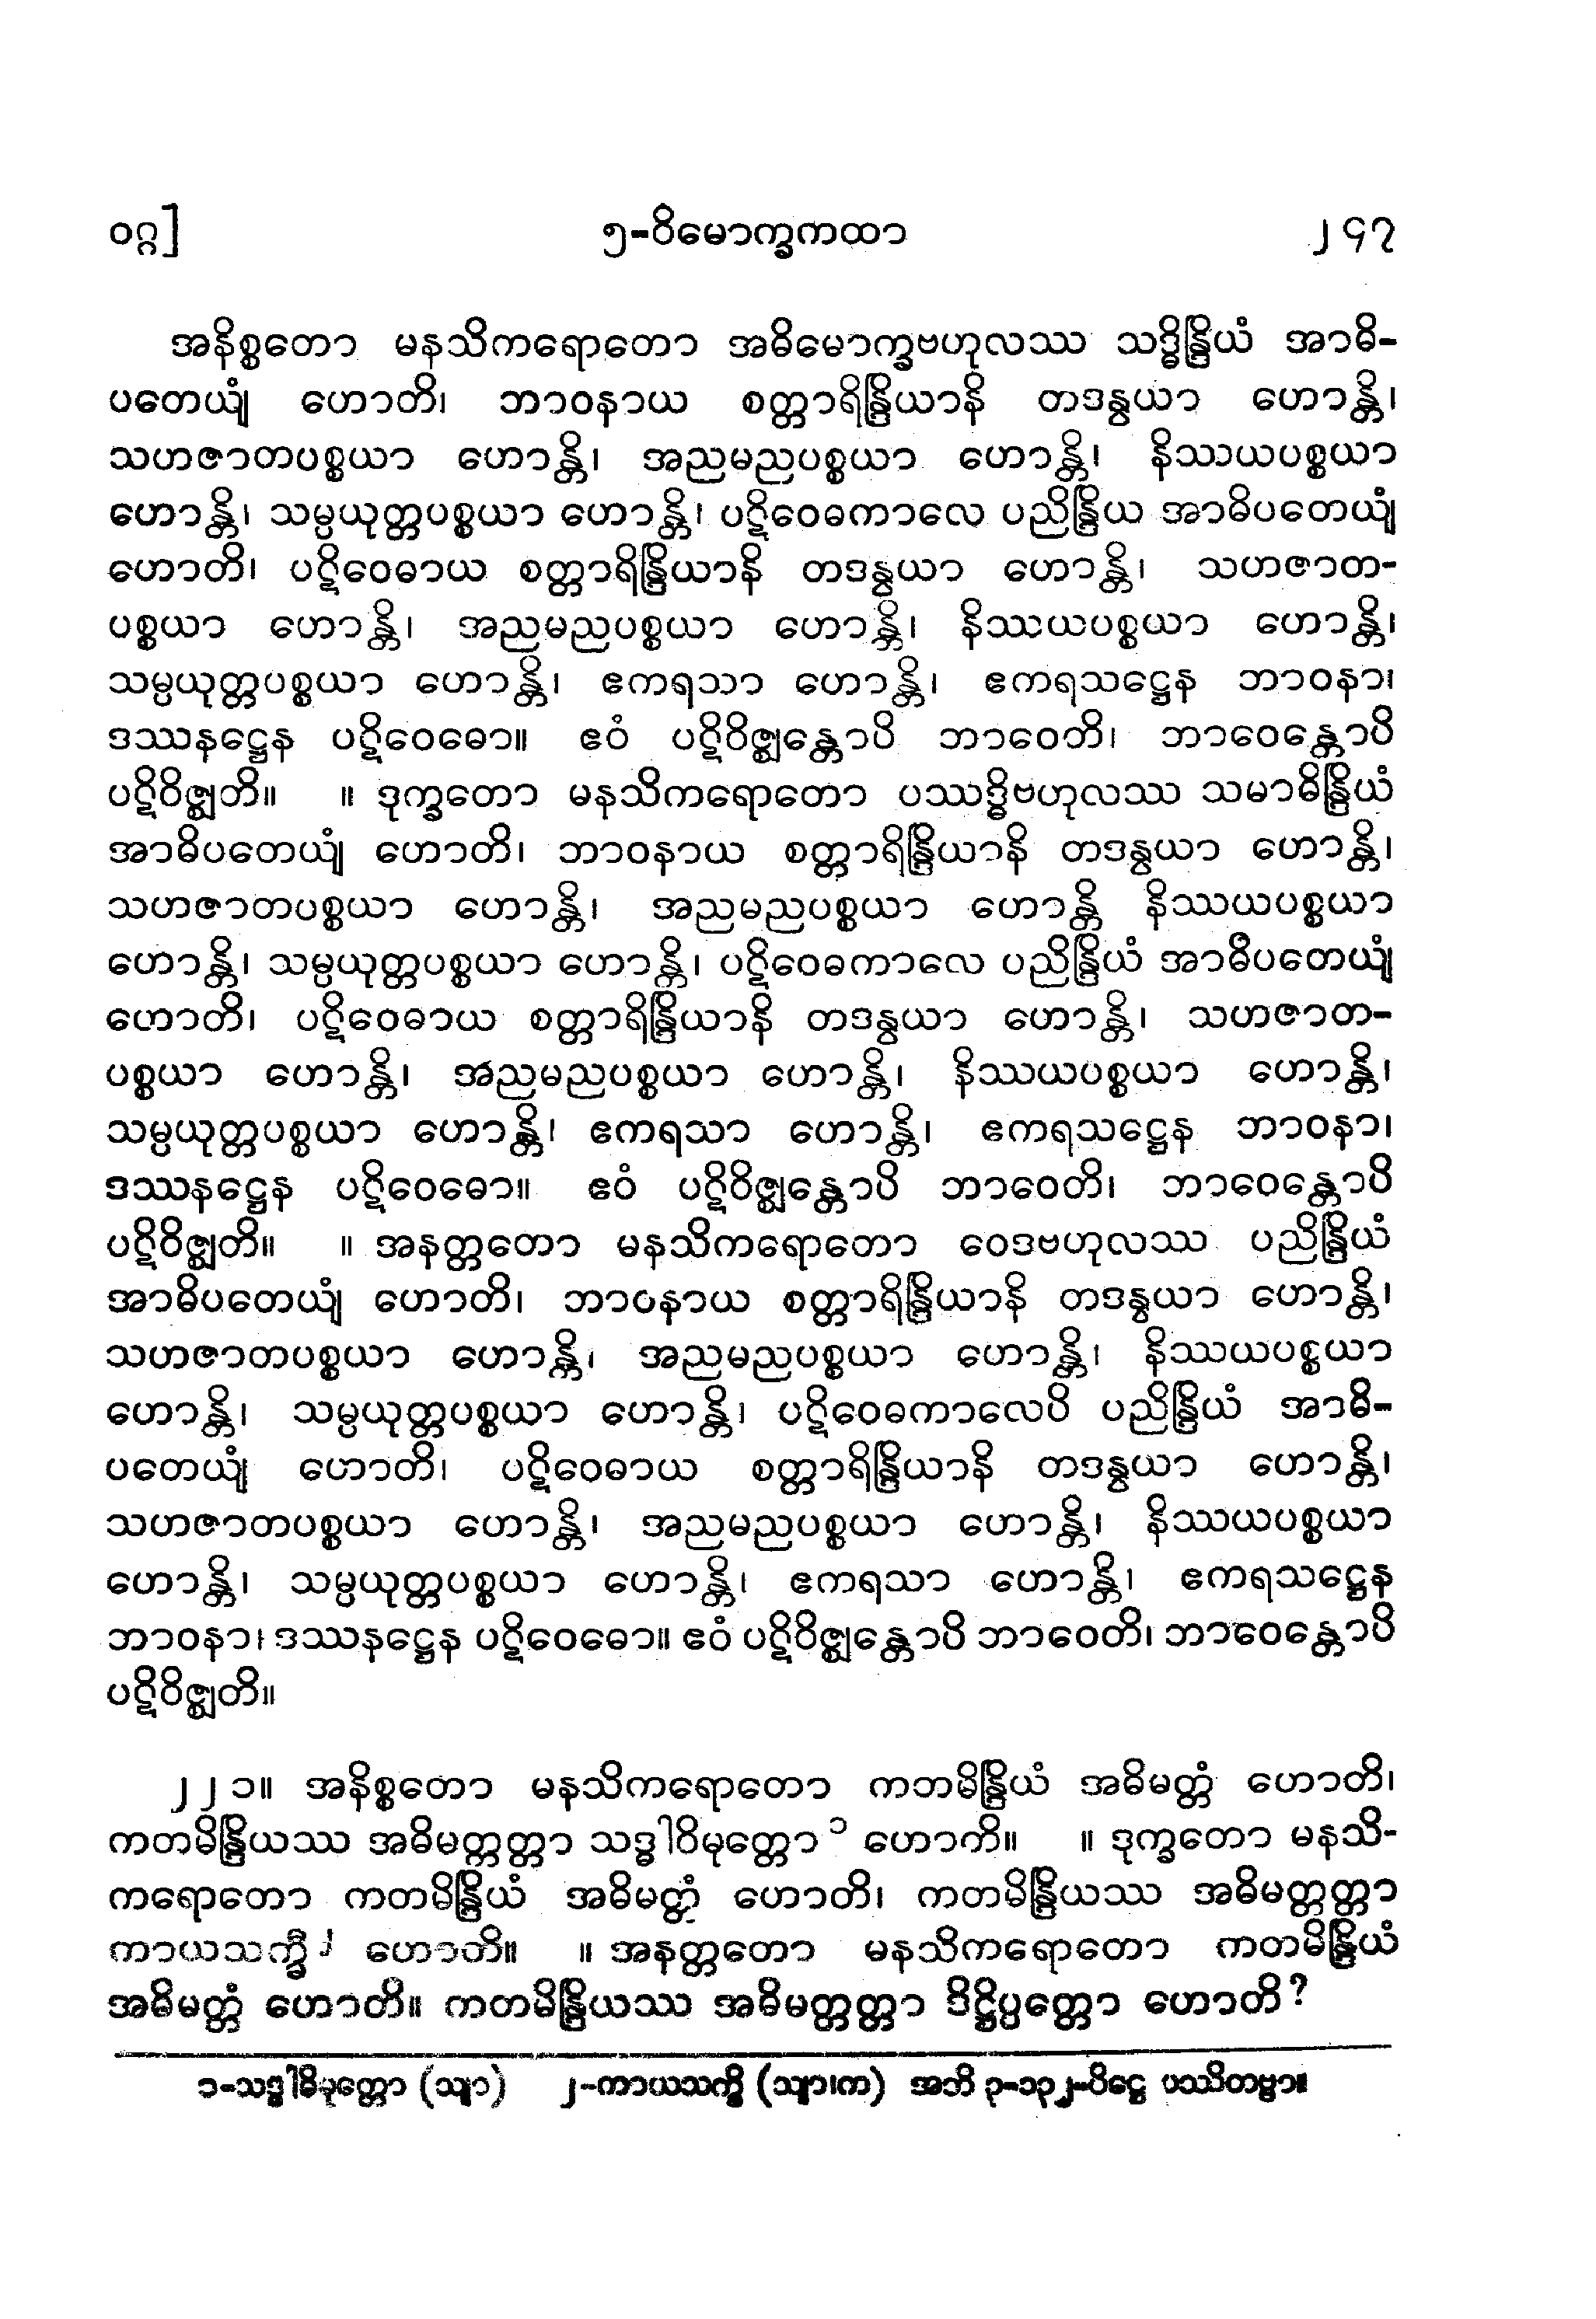 ဝဂ္ဂ] ၅-ဝိမောက္ခကထာ ၂၄၇
အနိစ္စတော မနသိကရောတော အဓိမောက္ခဗဟုလဿ သဒ္ဓိန္ဒြိယံ အာဓိ-
ပတေယျံ ဟောတိ၊ ဘာဝနာယ စတ္တာရိန္ဒြိယာနိ တဒန္ဝယာ ဟောန္တိ၊
သဟဇာတပစ္စယာ ဟောန္တိ၊ အညမညပစ္စယာ ဟောန္တိ၊ နိဿယပစ္စယာ
ဟောန္တိ၊ သမ္ပယုတ္တပစ္စယာ ဟောန္တိ၊ ပဋိဝေဓကာလေ ပညိန္ဒြိယ အာဓိပတေယျံ
ဟောတိ၊ ပဋိဝေဓာယ စတ္တာရိန္ဒြိယာနိ တဒန္ဝယာ ဟောန္တိ၊ သဟဇာတ-
ပစ္စယာ ဟောန္တိ၊ အညမညပစ္စယာ ဟောန္တိ၊ နိဿယပစ္စယာ ဟောန္တိ၊
သမ္ပယုတ္တပစ္စယာ ဟောန္တိ၊ ဧကရသာ ဟောန္တိ၊ ဧကရသဋ္ဌေန ဘာဝနာ၊
ဒဿနဋ္ဌေန ပဋိဝေဓော။ ဧဝံ ပဋိဝိဇ္ဈန္တောပိ ဘာဝေတိ၊ ဘာဝေန္တောပိ
ပဋိဝိဇ္ဈတိ။ ။ ဒုက္ခတော မနသိကရောတော ပဿဒ္ဓိဗဟုလဿ သမာဓိန္ဒြိယံ
အာဓိပတေယျံ ဟောတိ၊ ဘာဝနာယ စတ္တာရိန္ဒြိယာနိ တဒန္ဝယာ ဟောန္တိ၊
သဟဇာတပစ္စယာ ဟောန္တိ၊ အညမညပစ္စယာ ဟောန္တိ နိဿယပစ္စယာ
ဟောန္တိ၊ သမ္ပယုတ္တပစ္စယာ ဟောန္တိ၊ ပဋိဝေဓကာလေ ပညိန္ဒြိယံ အာဓိပတေယျံ
ဟောတိ၊ ပဋိဝေဓာယ စတ္တာရိန္ဒြိယာနိ တဒန္ဝယာ ဟောန္တိ၊ သဟဇာတ-
ပစ္စယာ ဟောန္တိ၊ အညမညပစ္စယာ ဟောန္တိ၊ နိဿယပစ္စယာ ဟောန္တိ၊
သမ္ပယုတ္တပစ္စယာ ဟောန္တိ၊ ဧကရသာ ဟောန္တိ၊ ဧကရသဋ္ဌေန ဘာဝနာ၊
ဒဿနဋ္ဌေန ပဋိဝေဓော။ ဧဝံ ပဋိဝိဇ္ဈန္တောပိ ဘာဝေတိ၊ ဘာဝေန္တောပိ
ပဋိဝိဇ္ဈတိ။ ။ အနတ္တတော မနသိကရောတော ဝေဒဗဟုလဿ ပညိန္ဒြိယံ
အာဓိပတေယျံ ဟောတိ၊ ဘာဝနာယ စတ္တာရိန္ဒြိယာနိ တဒန္ဝယာ ဟောန္တိ၊
သဟဇာတပစ္စယာ ဟောန္တိ၊ အညမညပစ္စယာ ဟောန္တိ၊ နိဿယပစ္စယာ
ဟောန္တိ၊ သမ္ပယုတ္တပစ္စယာ ဟောန္တိ၊ ပဋိဝေဓကာလေပိ ပညိန္ဒြိယံ အာဓိ-
ပတေယျံ ဟောတိ၊ ပဋိဝေဓာယ စတ္တာရိန္ဒြိယာနိ တဒန္ဝယာ ဟောန္တိ၊
သဟဇာတပစ္စယာ ဟောန္တိ၊ အညမညပစ္စယာ ဟောန္တိ၊ နိဿယပစ္စယာ
ဟောန္တိ၊ သမ္ပယုတ္တပစ္စယာ ဟောန္တိ၊ ဧကရသာ ဟောန္တိ၊ ဧကရသဋ္ဌေန
ဘာဝနာ၊ ဒဿနဋ္ဌေန ပဋိဝေဓော။ ဧဝံ ပဋိဝိဇ္ဈန္တောပိ ဘာဝေတိ၊ ဘာဝေန္တောပိ
ပဋိဝိဇ္ဈတိ။
၂၂၁။ အနိစ္စတော မနသိကရောတော ကတမိန္ဒြိယံ အဓိမတ္တံ ဟောတိ၊
ကတမိန္ဒြိယဿ အဓိမတ္တတ္တာ သဒ္ဓါဝိမုတ္တော ၁ ဟောတိ။ ။ ဒုက္ခတော မနသိ-
ကရောတော ကတမိန္ဒြိယံ အဓိမတ္တံ ဟောတိ၊ ကတမိန္ဒြိယဿ အဓိမတ္တတ္တာ
ကာယသက္ခီ ၂ ဟောတိ။ ။ အနတ္တတော မနသိကရောတော ကတမိန္ဒြိယံ
အဓိမတ္တံ ဟောတိ။ ကတမိန္ဒြိယဿ အဓိမတ္တတ္တာ ဒိဋ္ဌိပ္ပတ္တော ဟောတိ?
၁-သဒ္ဓါဓိမုတ္တော (သျာ) ၂-ကာယသက္ခိ (သျာ၊က) အဘိ ၃-၁၃၂-ပိဋ္ဌေ ပဿိတဗ္ဗာ။